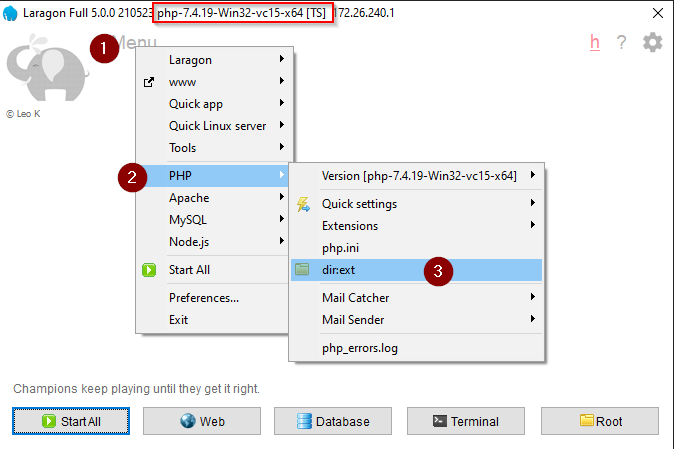 Laragon Full 5.0.0 210523 php-7.4.19-Win32-vc15-x64 [TS] 172.26.240.1
1
Menu
h ?
© Leo K
Laragon
www
Quick app
Quick Linux server
Tools
2
PHP
Apache
MySQL
Node.js
Start All
Preferences...
Exit
Version [php-7.4.19-Win32-vc15-x64]
Quick settings
Extensions
php.ini
dir:ext
3
Mail Catcher
Mail Sender
php_errors.log
Champions keep playing until they get it right.
Start All Web Database Terminal Root